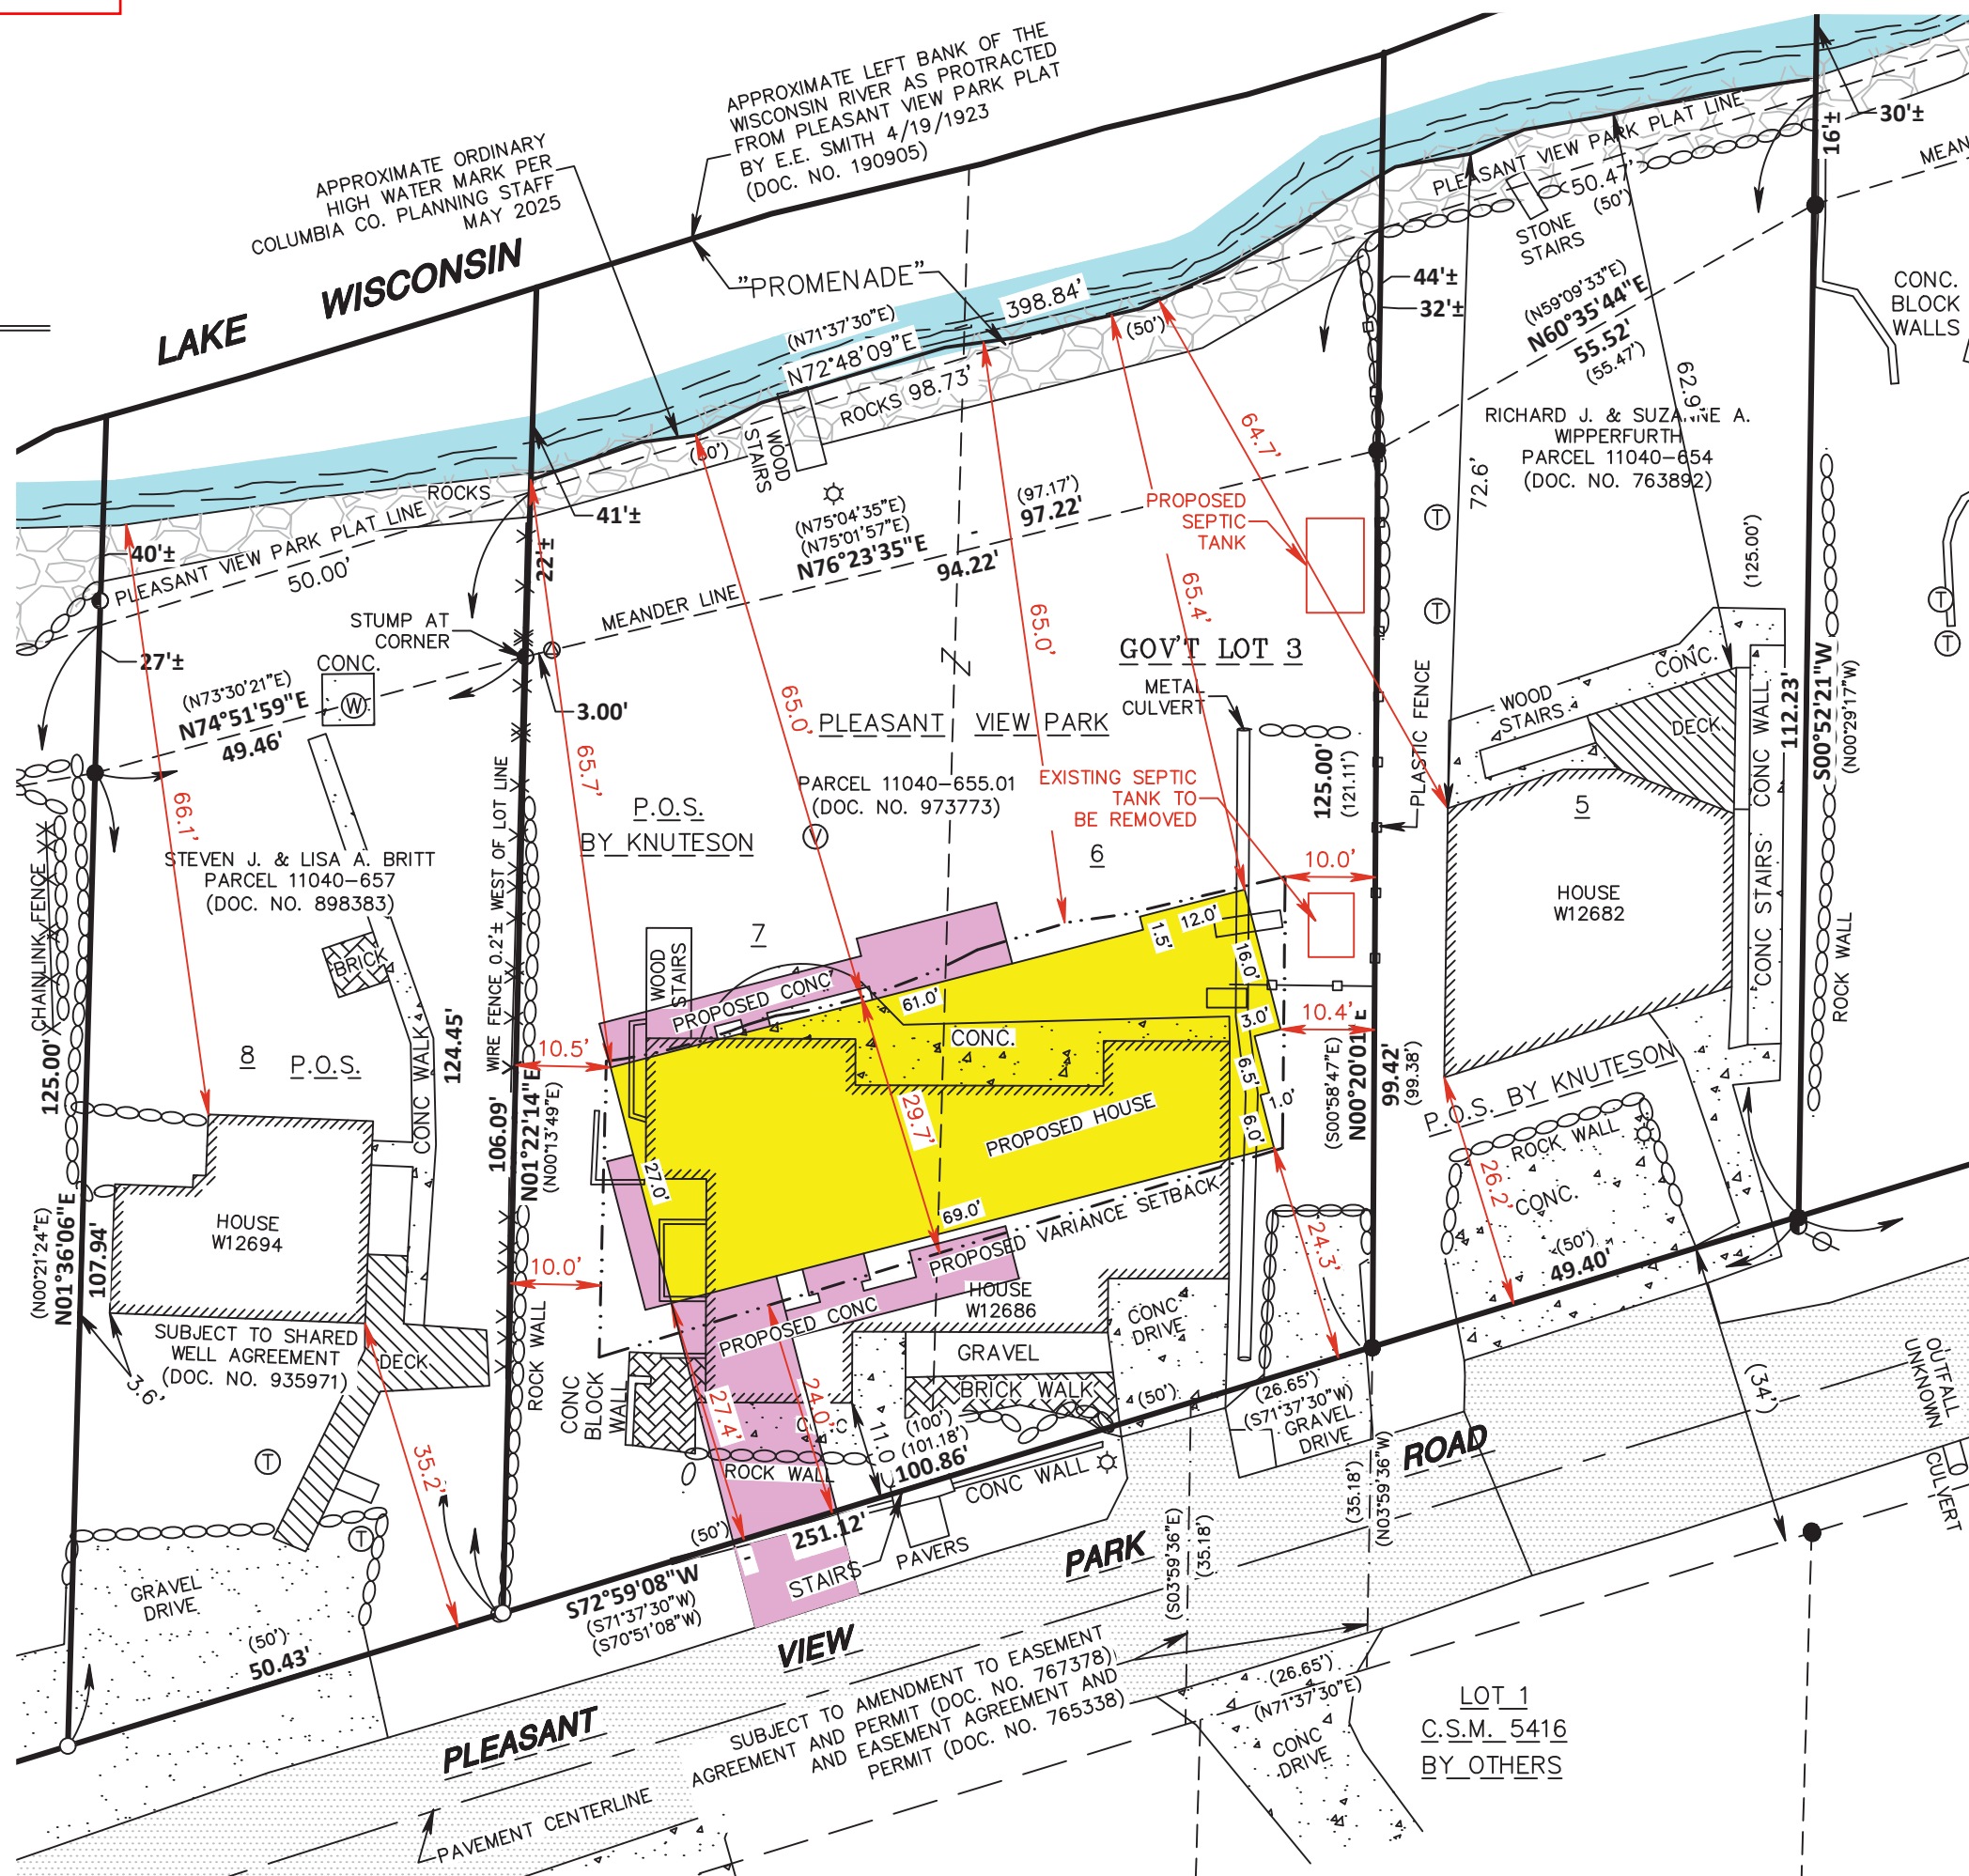 APPROXIMATE LEFT BANK OF THE
WISCONSIN RIVER AS PROTRACTED
FROM PLEASANT VIEW PARK PLAT
BY E.E. SMITH 4/19/1923
(DOC. NO. 190905)
APPROXIMATE ORDINARY
HIGH WATER MARK PER
COLUMBIA CO. PLANNING STAFF
MAY 2025
LAKE WISCONSIN
"PROMENADE"
398.84'
(N71°37'30"E)
N72°48'09"E
ROCKS 98.73'
(50')
(50')
WOOD
STAIRS
PLEASANT VIEW PARK PLAT LINE
50.47'
(50')
STONE
STAIRS
16'±
30'±
MEAN
44'±
32'±
(N59°09'33"E)
N60°35'44"E
55.52'
(55.47')
CONC.
BLOCK
WALLS
62.9'
72.6'
64.7'
RICHARD J. & SUZANNE A.
WIPPERFURTH
PARCEL 11040-654
(DOC. NO. 763892)
ROCKS
PLEASANT VIEW PARK PLAT LINE
50.00'
40'±
27'±
41'±
22'±
(N75°04'35"E)
(N75°01'57"E)
N76°23'35"E
-
(97.17')
97.22'
94.22'
PROPOSED
SEPTIC
TANK
T
T
T
T
(125.00')
MEANDER LINE
STUMP AT
CORNER
3.00'
CONC.
W
(N73°30'21"E)
N74°51'59"E
49.46'
66.1'
65.7'
65.0'
65.0'
65.4'
GOV'T LOT 3
METAL
CULVERT
PLEASANT VIEW PARK
PARCEL 11040-655.01
(DOC. NO. 973773)
V
P.O.S.
BY KNUTESON
EXISTING SEPTIC
TANK TO
BE REMOVED
125.00'
(121.11')
PLASTIC FENCE
WOOD
STAIRS
CONC.
DECK
CONC WALL
CONC STAIRS
112.23'
S00°52'21"W
(N00°29'17"W)
ROCK WALL
5
HOUSE
W12682
STEVEN J. & LISA A. BRITT
PARCEL 11040-657
(DOC. NO. 898383)
CHAINLINK FENCE
BRICK
WIRE FENCE 0.2'± WEST OF LOT LINE
6
7
8
P.O.S.
CONC WALK
124.45'
125.00'
10.0'
10.4'
10.5'
10.0'
WOOD
STAIRS
PROPOSED CONC
61.0'
1.5'
12.0'
16.0'
3.0'
6.5'
1.0'
6.0'
CONC.
29.7'
PROPOSED HOUSE
27.0'
69.0'
PROPOSED VARIANCE SETBACK
PROPOSED CONC
HOUSE
W12686
106.09'
N01°22'14"E
(N00°13'49"E)
(S00°58'47"E)
N00°20'01"E
99.42'
(99.38')
P.O.S. BY KNUTESON
ROCK WALL
CONC.
26.2'
24.3'
(50')
49.40'
(N00°21'24"E)
N01°36'06"E
107.94'
HOUSE
W12694
SUBJECT TO SHARED
WELL AGREEMENT
(DOC. NO. 935971)
3.6'
DECK
ROCK WALL
CONC
BLOCK
WALL
GRAVEL
BRICK WALK
CONC
DRIVE
(50')
(26.65')
(S71°37'30"W)
GRAVEL
DRIVE
27.4'
24.0'
11.0'
(100')
(101.18')
100.86'
ROCK WALL
CONC WALL
PAVERS
STAIRS
(50')
251.12'
-
S72°59'08"W
(S71°37'30"W)
(S70°51'08"W)
35.2'
T
T
GRAVEL
DRIVE
(50')
50.43'
PLEASANT VIEW PARK ROAD
(S03°59'36"E)
(35.18')
(35.18')
(N03°59'36"W)
(34')
OUTFALL
UNKNOWN
CULVERT
SUBJECT TO AMENDMENT TO EASEMENT
AGREEMENT AND PERMIT (DOC. NO. 767378)
AND EASEMENT AGREEMENT AND
PERMIT (DOC. NO. 765338)
(26.65')
(N71°37'30"E)
CONC
DRIVE
LOT 1
C.S.M. 5416
BY OTHERS
PAVEMENT CENTERLINE